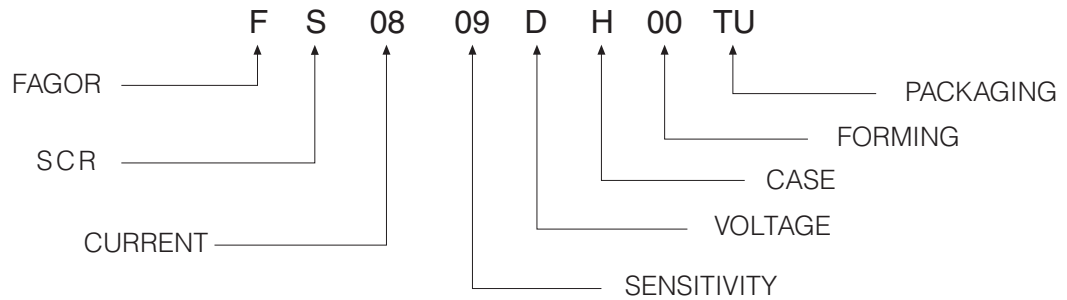 F S 08 09 D H 00 TU
FAGOR
PACKAGING
FORMING
SCR
CASE
VOLTAGE
CURRENT
SENSITIVITY